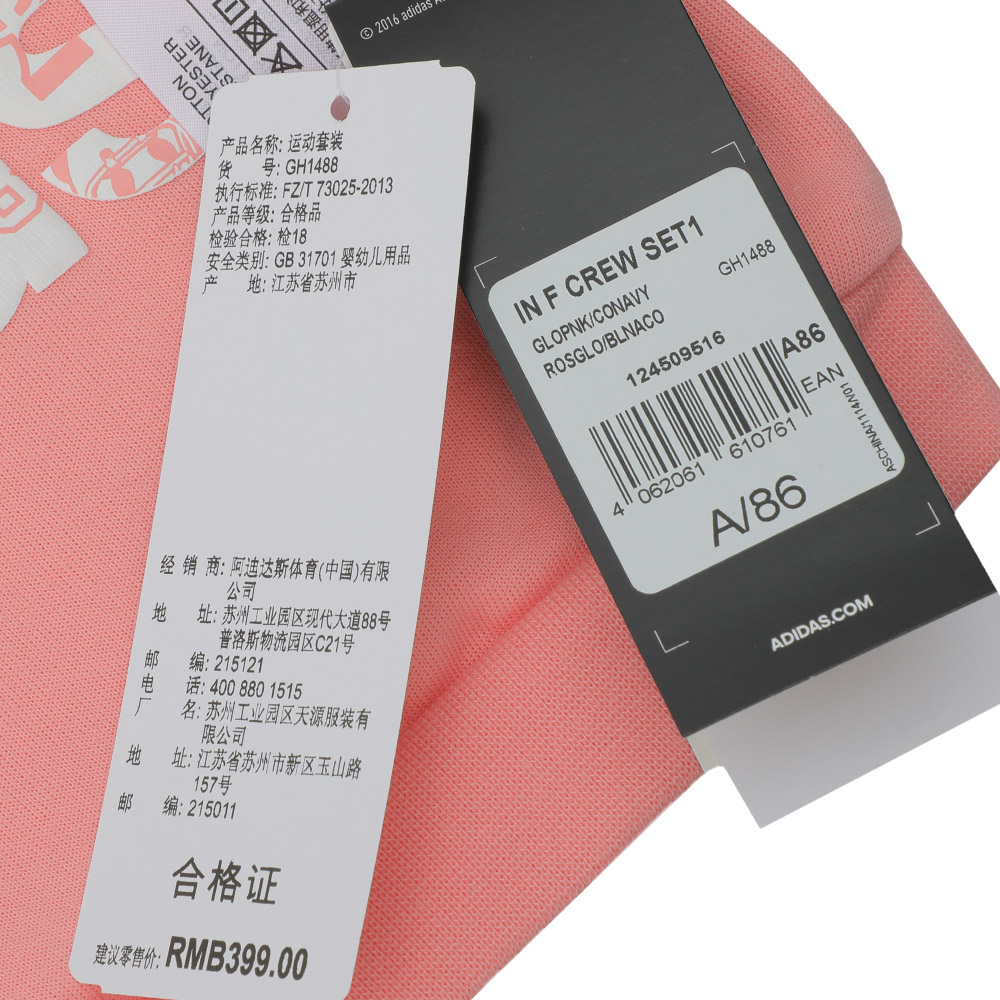 © 2016 adidas
TTON
YESTER
STANE
产品名称: 运动套装
货 号: GH1488
执行标准: FZ/T 73025-2013
产品等级: 合格品
检验合格: 检18
安全类别: GB 31701 婴幼儿用品
产 地: 江苏省苏州市
经 销 商: 阿迪达斯体育(中国)有限
公司
地 址: 苏州工业园区现代大道88号
普洛斯物流园区C21号
邮 编: 215121
电 话: 400 880 1515
厂 名: 苏州工业园区天源服装有
限公司
地 址: 江苏省苏州市新区玉山路
157号
邮 编: 215011
合格证
建议零售价: RMB399.00
IN F CREW SET1
GH1488
GLOPNK/CONAVY
ROSGLO/BLNACO
124509516
A86
EAN
4 062061 610761
ASCHINA/1114/V01
A/86
ADIDAS.COM